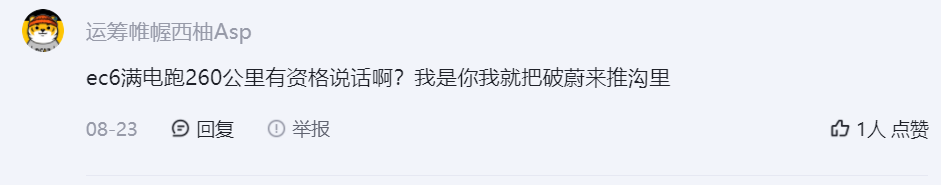 运筹帷幄西柚Asp
ec6满电跑260公里有资格说话啊？我是你我就把破蔚来推沟里
08-23 回复 举报 1人 点赞